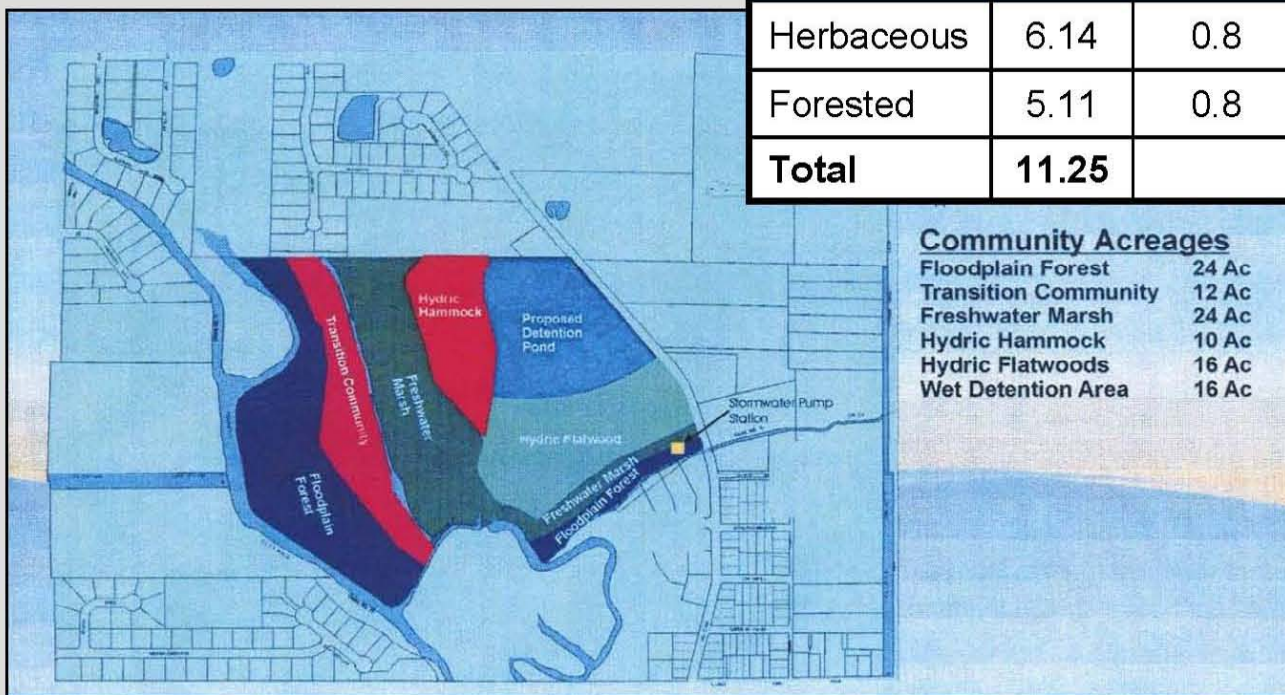 Herbaceous 6.14 0.8
Forested 5.11 0.8
Total 11.25
Community Acreages
Floodplain Forest 24 Ac
Transition Community 12 Ac
Freshwater Marsh 24 Ac
Hydric Hammock 10 Ac
Hydric Flatwoods 16 Ac
Wet Detention Area 16 Ac
Hydric
Hammock
Proposed
Detention
Pond
Transition Community
Freshwater
Marsh
Stormwater Pump
Station
Hydric Flatwood
Floodplain
Forest
Freshwater Marsh
Floodplain Forest